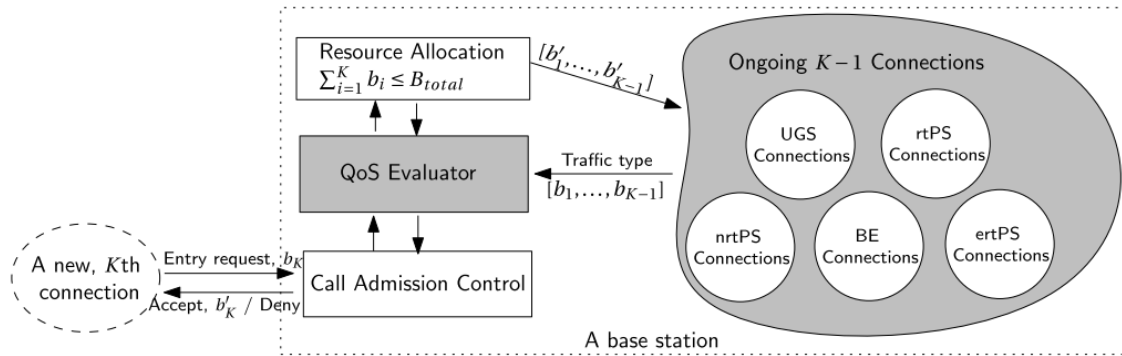 Resource Allocation
∑_{i=1}^{K} b_i ≤ B_{total}
[b′_1,…,b′_{K−1}]
Ongoing K−1 Connections
UGS
Connections
rtPS
Connections
QoS Evaluator
Traffic type
[b_1,…,b_{K−1}]
nrtPS
Connections
BE
Connections
ertPS
Connections
A new, Kth
connection
Entry request, b_K
Accept, b′_K / Deny
Call Admission Control
A base station